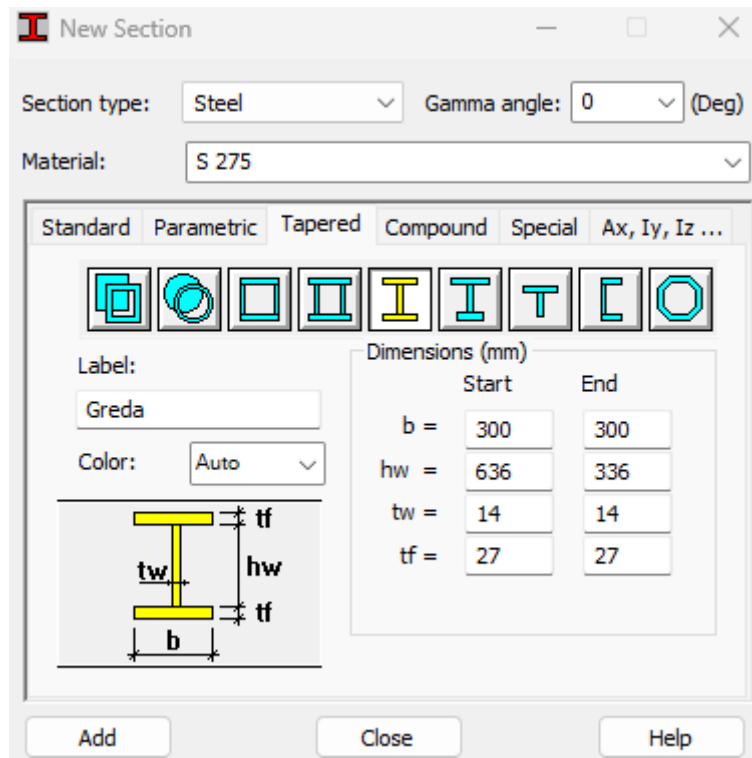 New Section
Section type: Steel Gamma angle: 0 (Deg)
Material: S 275
Standard Parametric Tapered Compound Special Ax, Iy, Iz ...
Label:
Greda
Color: Auto
Dimensions (mm)
Start End
b = 300 300
hw = 636 336
tw = 14 14
tf = 27 27
tf
tw hw
tf
b
Add Close Help